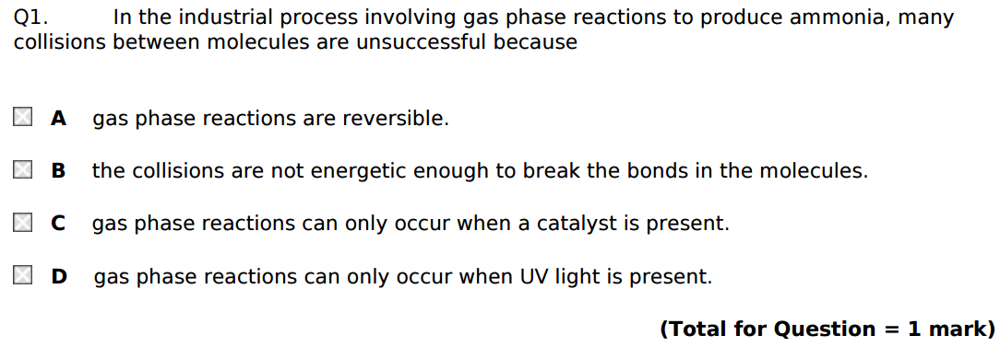 Q1. In the industrial process involving gas phase reactions to produce ammonia, many
collisions between molecules are unsuccessful because
A gas phase reactions are reversible.
B the collisions are not energetic enough to break the bonds in the molecules.
C gas phase reactions can only occur when a catalyst is present.
D gas phase reactions can only occur when UV light is present.
(Total for Question = 1 mark)